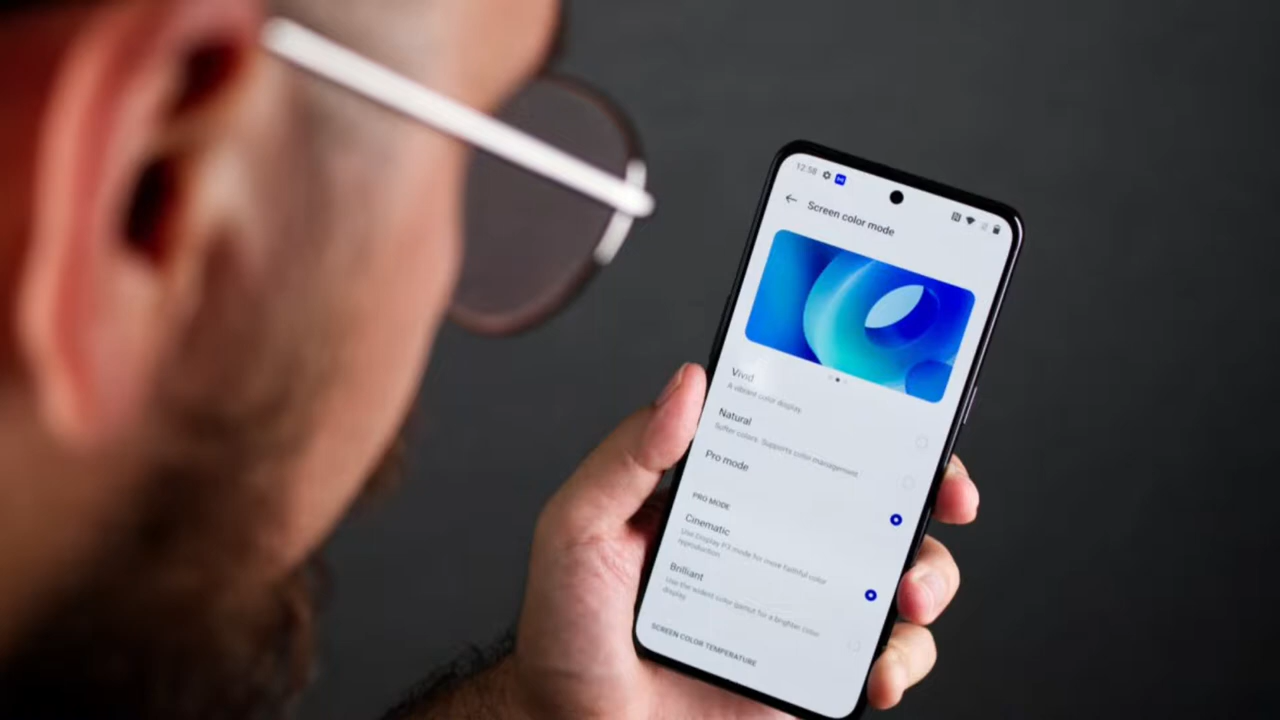 12:58
Screen color mode
Vivid
A vibrant color display.
Natural
Softer colors. Supports color management.
Pro mode
PRO MODE
Cinematic
Use Display P3 mode for more faithful color
reproduction.
Brilliant
Use the widest color gamut for a brighter color
display.
SCREEN COLOR TEMPERATURE